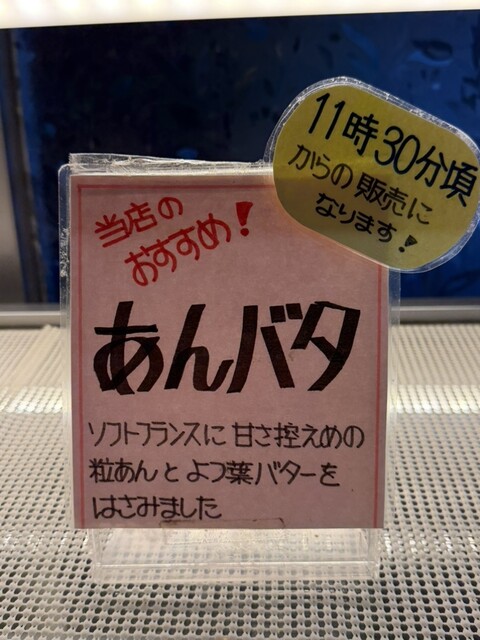 11時30分頃
からの販売に
なります!
当店の
おすすめ!
あんバタ
ソフトフランスに甘さ控えめの
粒あんとよつ葉バターを
はさみました